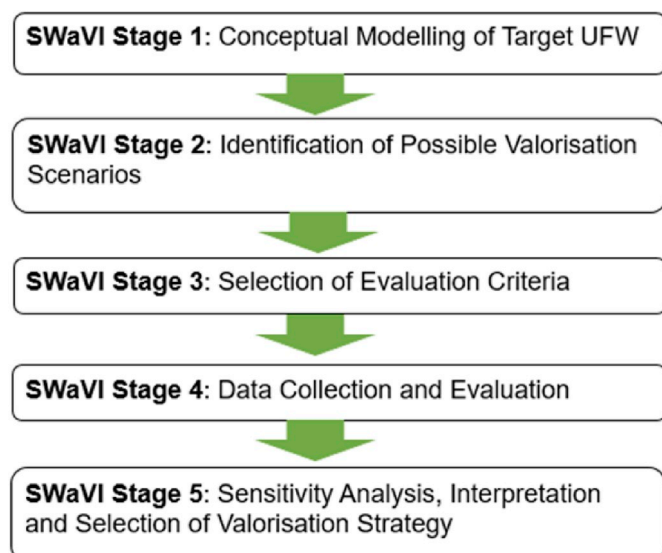 SWaVI Stage 1: Conceptual Modelling of Target UFW
SWaVI Stage 2: Identification of Possible Valorisation
Scenarios
SWaVI Stage 3: Selection of Evaluation Criteria
SWaVI Stage 4: Data Collection and Evaluation
SWaVI Stage 5: Sensitivity Analysis, Interpretation
and Selection of Valorisation Strategy